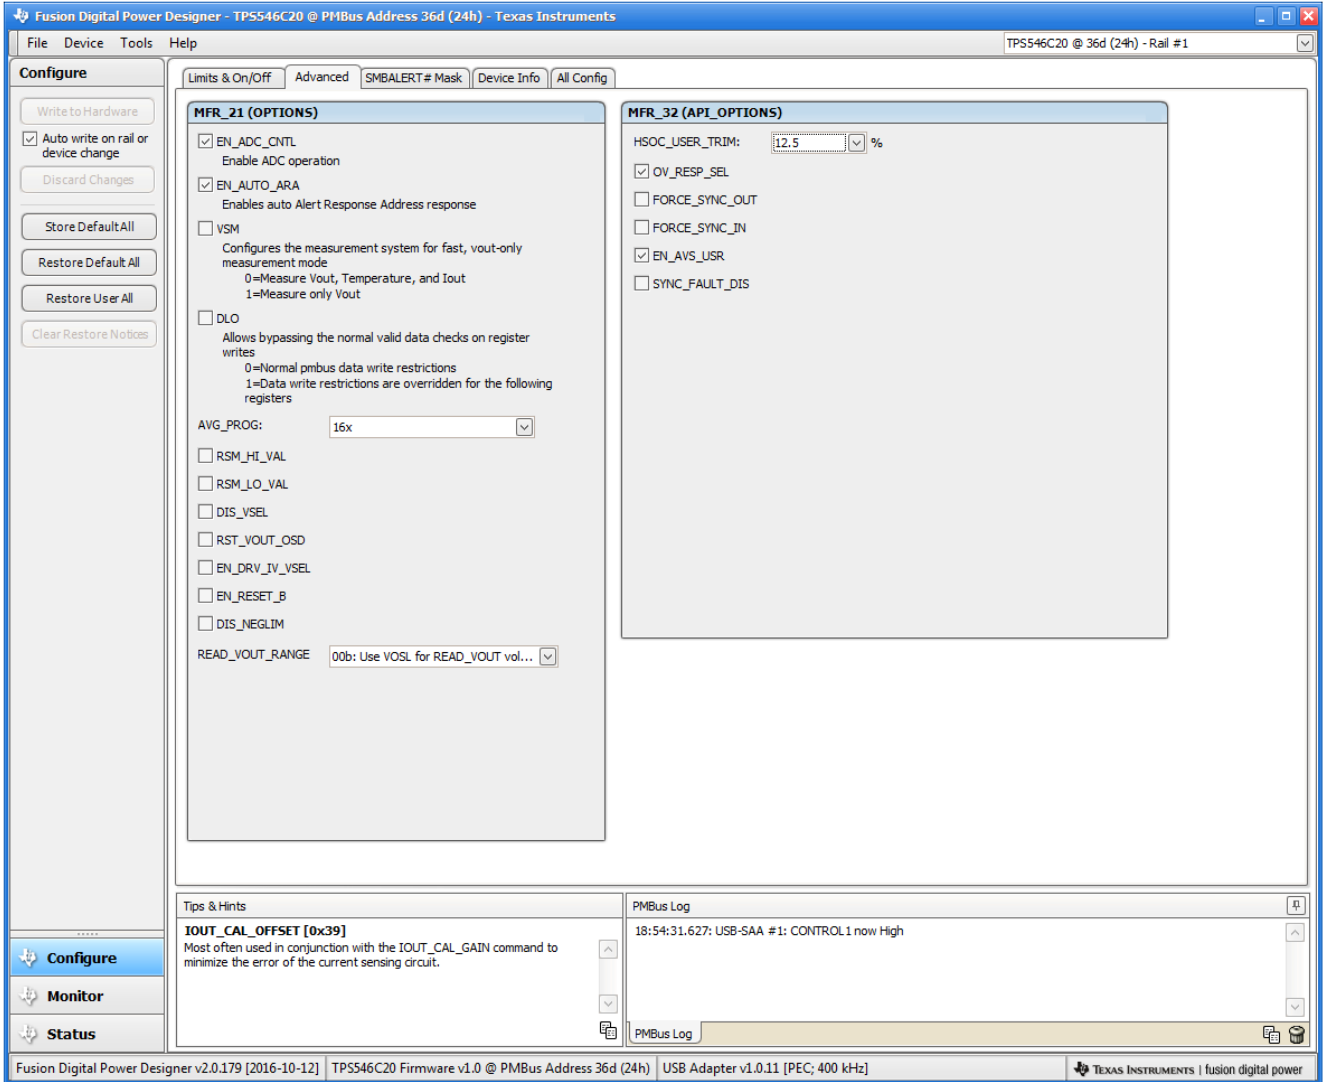 Fusion Digital Power Designer - TPS546C20 @ PMBus Address 36d (24h) - Texas Instruments
File Device Tools Help
TPS546C20 @ 36d (24h) - Rail #1
Configure
Write to Hardware
Auto write on rail or
device change
Discard Changes
Store Default All
Restore Default All
Restore User All
Clear Restore Notices
Limits & On/Off Advanced SMBALERT# Mask Device Info All Config
MFR_21 (OPTIONS)
EN_ADC_CNTL
Enable ADC operation
EN_AUTO_ARA
Enables auto Alert Response Address response
VSM
Configures the measurement system for fast, vout-only
measurement mode
0=Measure Vout, Temperature, and Iout
1=Measure only Vout
DLO
Allows bypassing the normal valid data checks on register
writes
0=Normal pmbus data write restrictions
1=Data write restrictions are overridden for the following
registers
AVG_PROG: 16x
RSM_HI_VAL
RSM_LO_VAL
DIS_VSEL
RST_VOUT_OSD
EN_DRV_IV_VSEL
EN_RESET_B
DIS_NEGLIM
READ_VOUT_RANGE 00b: Use VOSL for READ_VOUT vol...
MFR_32 (API_OPTIONS)
HSOC_USER_TRIM: 12.5 %
OV_RESP_SEL
FORCE_SYNC_OUT
FORCE_SYNC_IN
EN_AVS_USR
SYNC_FAULT_DIS
Tips & Hints
IOUT_CAL_OFFSET [0x39]
Most often used in conjunction with the IOUT_CAL_GAIN command to
minimize the error of the current sensing circuit.
PMBus Log
18:54:31.627: USB-SAA #1: CONTROL1 now High
PMBus Log
Configure
Monitor
Status
Fusion Digital Power Designer v2.0.179 [2016-10-12] TPS546C20 Firmware v1.0 @ PMBus Address 36d (24h) USB Adapter v1.0.11 [PEC; 400 kHz] TEXAS INSTRUMENTS | fusion digital power